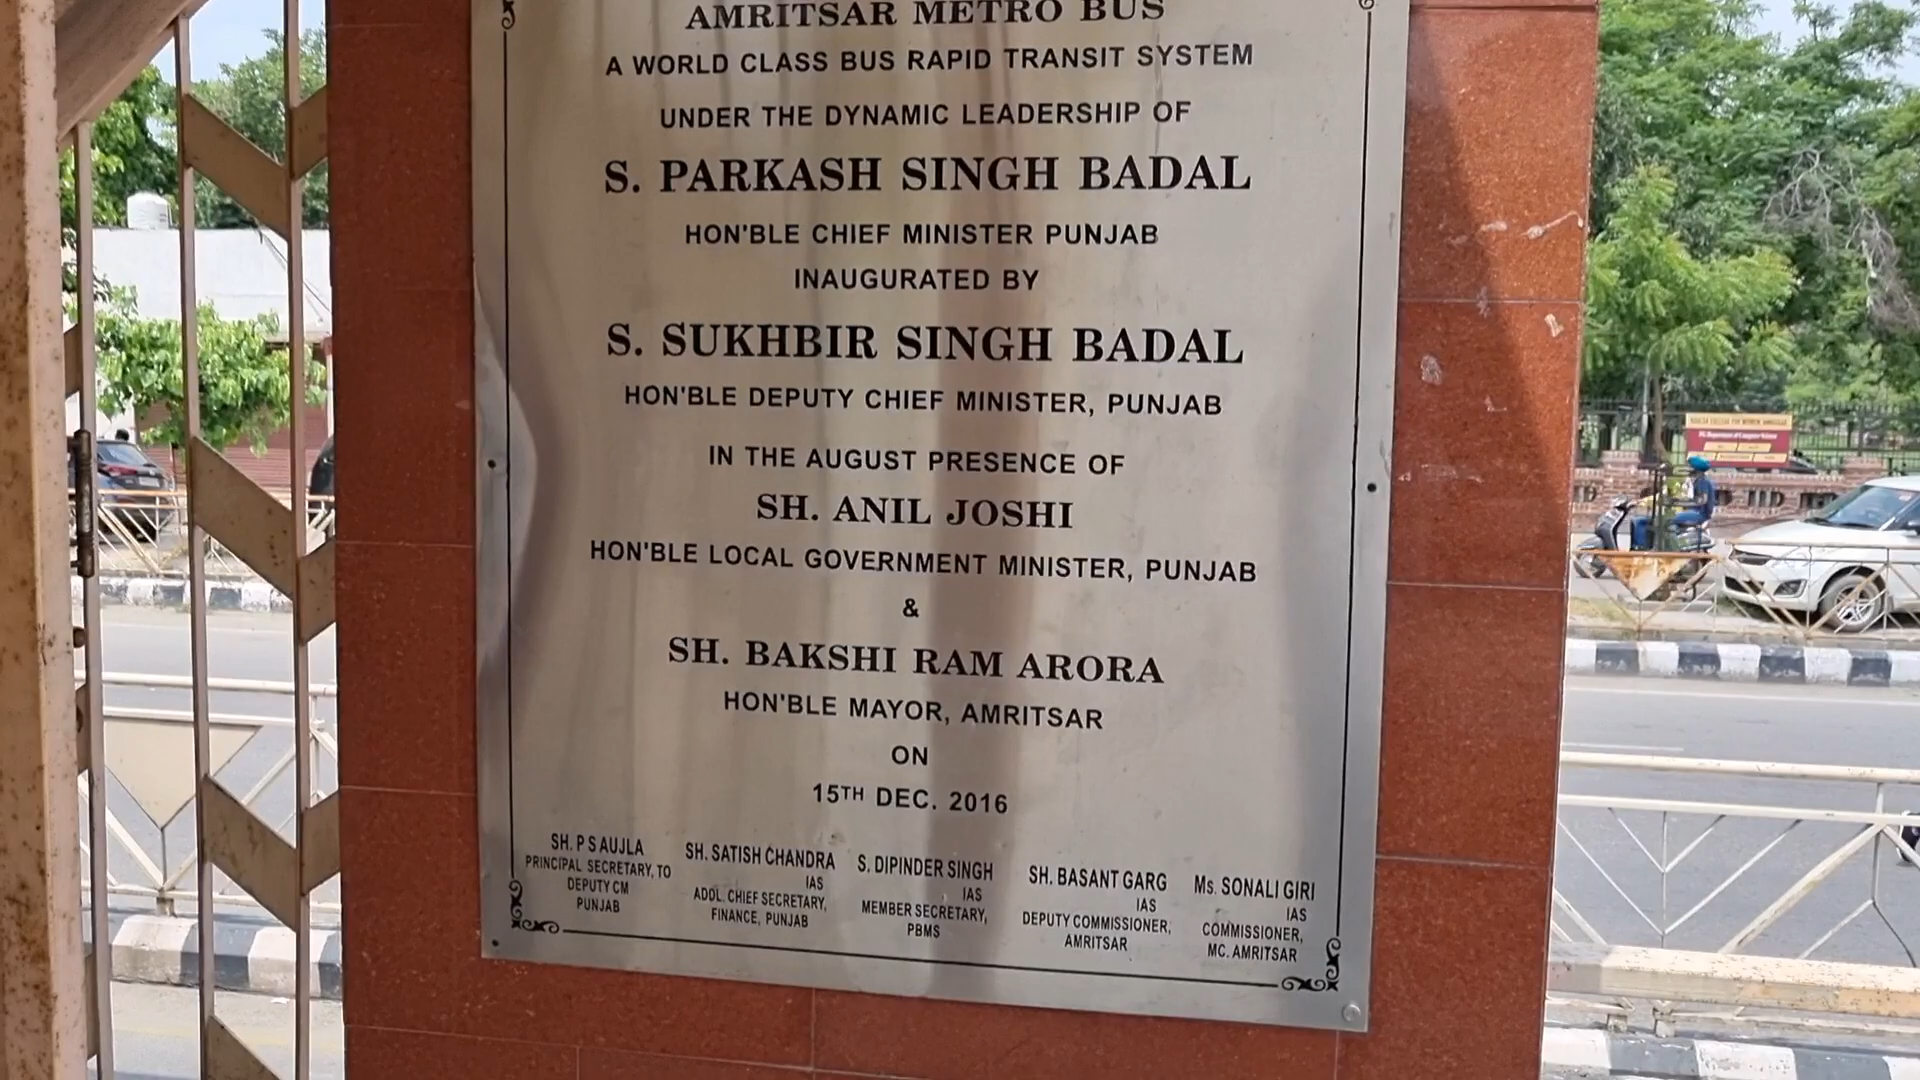 AMRITSAR METRO BUS
A WORLD CLASS BUS RAPID TRANSIT SYSTEM
UNDER THE DYNAMIC LEADERSHIP OF
S. PARKASH SINGH BADAL
HON'BLE CHIEF MINISTER PUNJAB
INAUGURATED BY
S. SUKHBIR SINGH BADAL
HON'BLE DEPUTY CHIEF MINISTER, PUNJAB
IN THE AUGUST PRESENCE OF
SH. ANIL JOSHI
HON'BLE LOCAL GOVERNMENT MINISTER, PUNJAB
&
SH. BAKSHI RAM ARORA
HON'BLE MAYOR, AMRITSAR
ON
15TH DEC. 2016
SH. P S AUJLA
PRINCIPAL SECRETARY, TO
DEPUTY CM
PUNJAB
SH. SATISH CHANDRA
IAS
ADDL. CHIEF SECRETARY,
FINANCE, PUNJAB
S. DIPINDER SINGH
IAS
MEMBER SECRETARY,
PBMS
SH. BASANT GARG
IAS
DEPUTY COMMISSIONER,
AMRITSAR
Ms. SONALI GIRI
IAS
COMMISSIONER,
MC. AMRITSAR